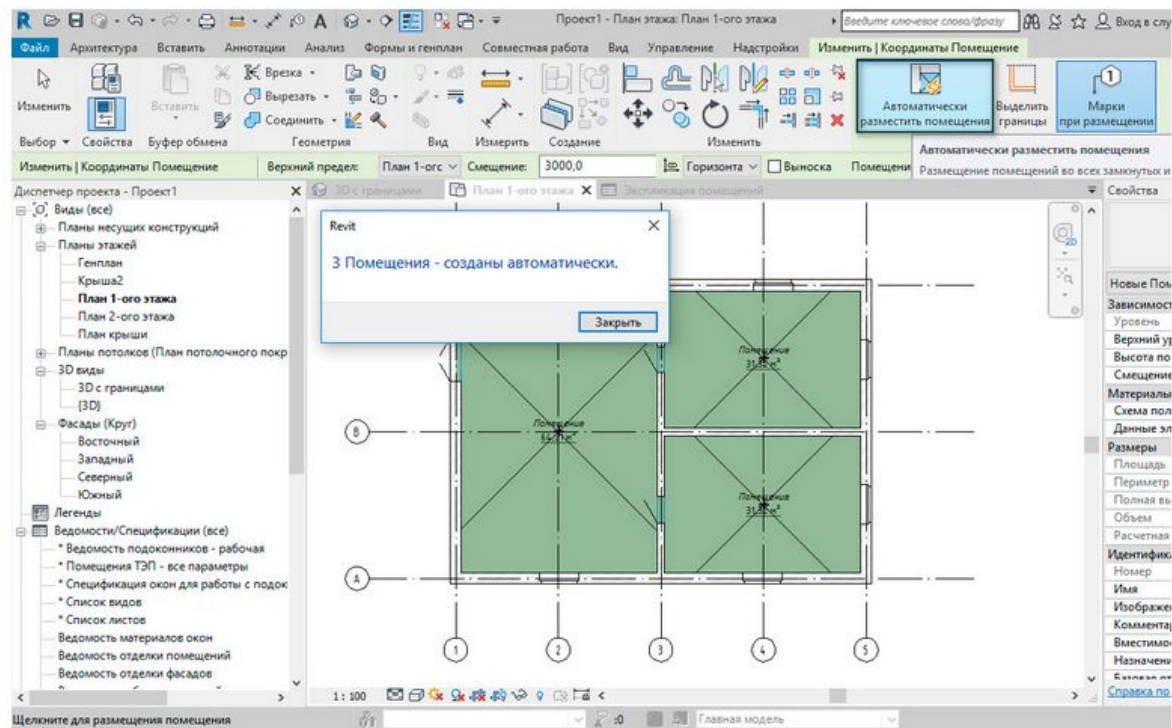 Проект1 - План этажа: План 1-ого этажа
Введите ключевое слово/фразу
Вход в слу
Файл Архитектура Вставить Аннотации Анализ Формы и генплан Совместная работа Вид Управление Надстройки Изменить | Координаты Помещение
Изменить
Вставить
Врезка
Вырезать
Соединить
Автоматически разместить помещения
Выделить границы
Марки при размещении
Выбор Свойства Буфер обмена Геометрия Вид Измерить Создание Изменить
Автоматически разместить помещения
Размещение помещений во всех замкнутых и
Изменить | Координаты Помещение Верхний предел: План 1-огс Смещение: 3000,0 Горизонта Выноска Помещени
Диспетчер проекта - Проект1
3D с границами План 1-ого этажа Экспликация помещений
Свойства
Виды (все)
Планы несущих конструкций
Планы этажей
Генплан
Крыша2
План 1-ого этажа
План 2-ого этажа
План крыши
Планы потолков (План потолочного покр
3D виды
3D с границами
{3D}
Фасады (Круг)
Восточный
Западный
Северный
Южный
Легенды
Ведомости/Спецификации (все)
* Ведомость подоконников - рабочая
* Помещения ТЭП - все параметры
* Спецификация окон для работы с подок
* Список видов
* Список листов
Ведомость материалов окон
Ведомость отделки помещений
Ведомость отделки фасадов
Revit
3 Помещения - созданы автоматически.
Закрыть
Помещение
Помещение
Помещение
В
А
1 2 3 4 5
2D
Новые Пом
Зависимост
Уровень
Верхний ур
Высота по
Смещение
Материалы
Схема пол
Данные эл
Размеры
Площадь
Периметр
Полная вы
Объем
Расчетная
Идентифик
Номер
Имя
Изображен
Комментар
Вместимо
Назначени
Справка по
1 : 100
Щелкните для размещения помещения
:0
Главная модель